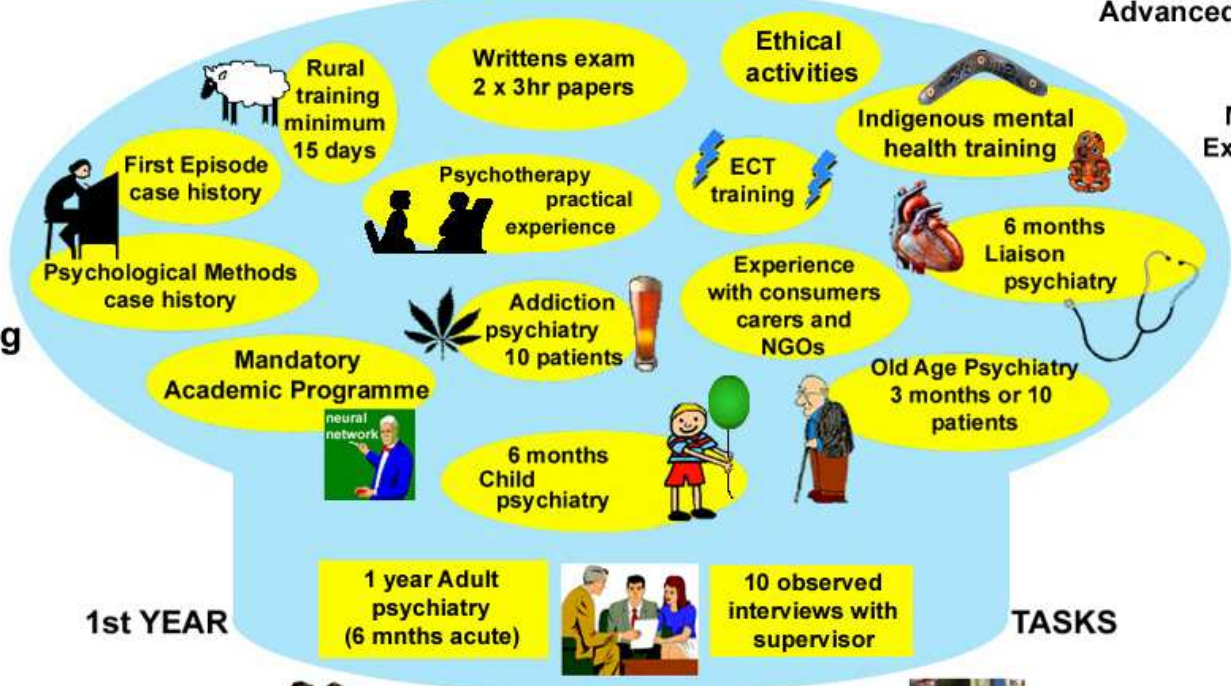 Advanced
Rural
training
minimum
15 days
Writtens exam
2 x 3hr papers
Ethical
activities
Indigenous mental
health training
First Episode
case history
Psychotherapy
practical
experience
ECT
training
6 months
Liaison
psychiatry
Psychological Methods
case history
Addiction
psychiatry
10 patients
Experience
with consumers
carers and
NGOs
g
Mandatory
Academic Programme
neural
network
Old Age Psychiatry
3 months or 10
patients
6 months
Child
psychiatry
1st YEAR
1 year Adult
psychiatry
(6 mnths acute)
10 observed
interviews with
supervisor
TASKS